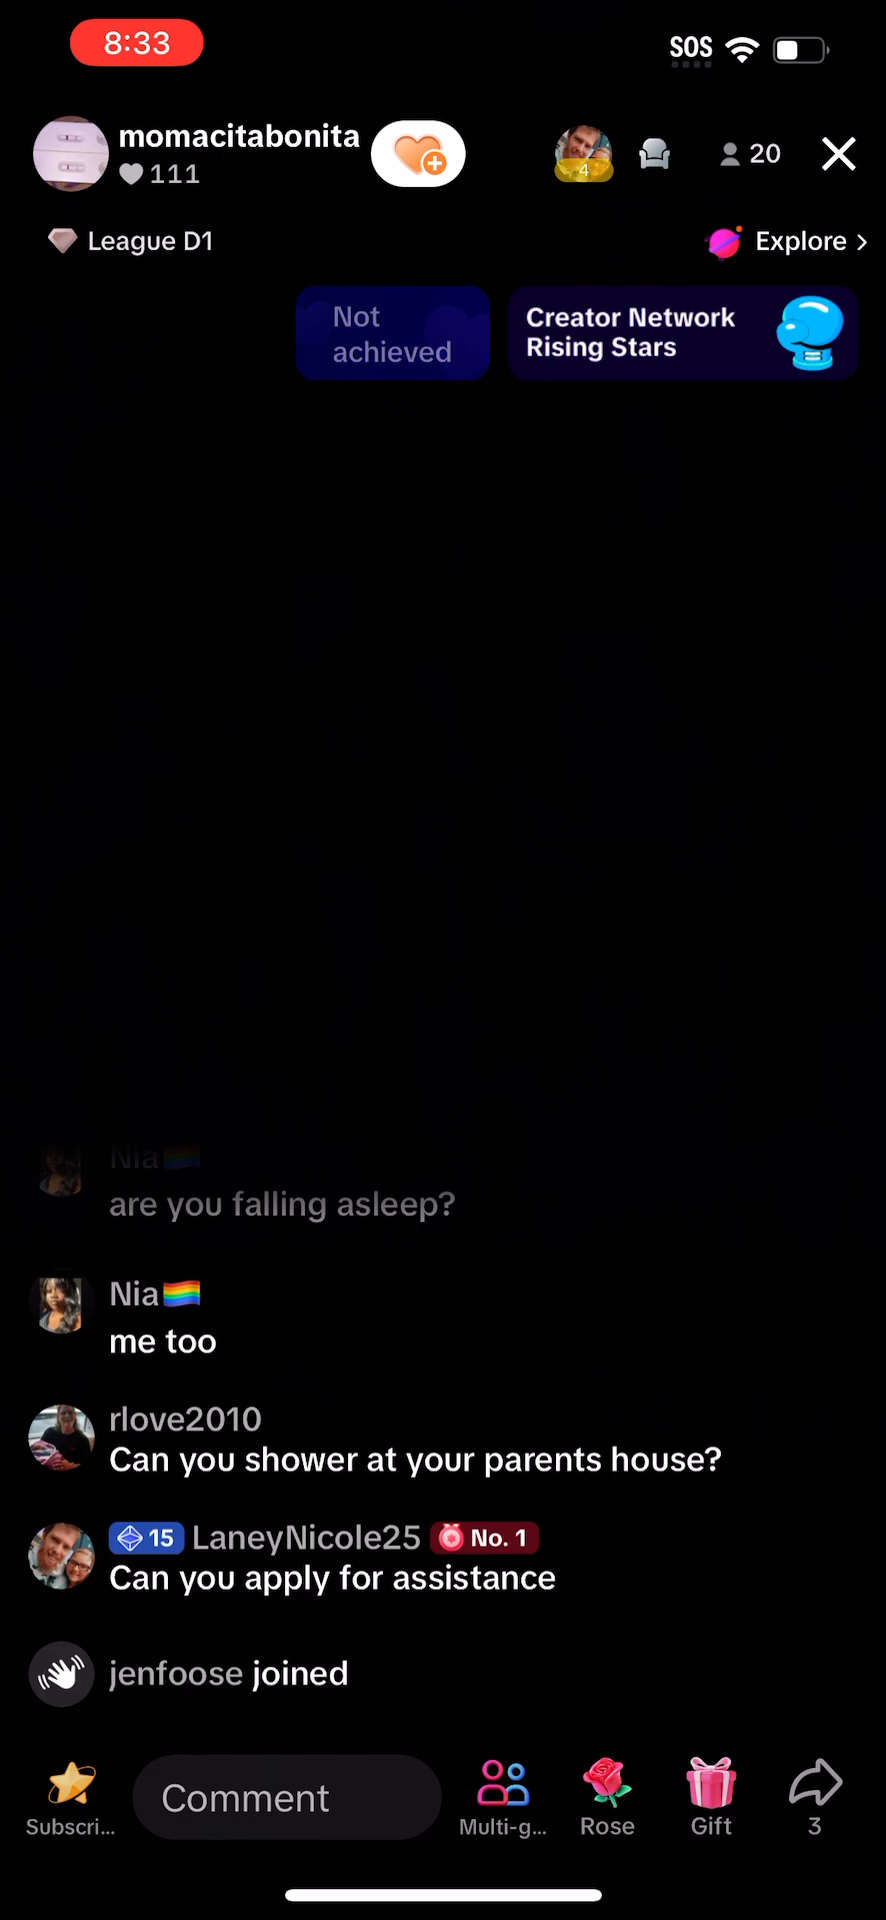 8:33
SOS
momacitabonita
111
4
20
League D1
Explore >
Not
achieved
Creator Network
Rising Stars
Nia🏳️‍🌈
are you falling asleep?
Nia🏳️‍🌈
me too
rlove2010
Can you shower at your parents house?
15 LaneyNicole25 No. 1
Can you apply for assistance
jenfoose joined
Subscri...
Comment
Multi-g...
Rose
Gift
3